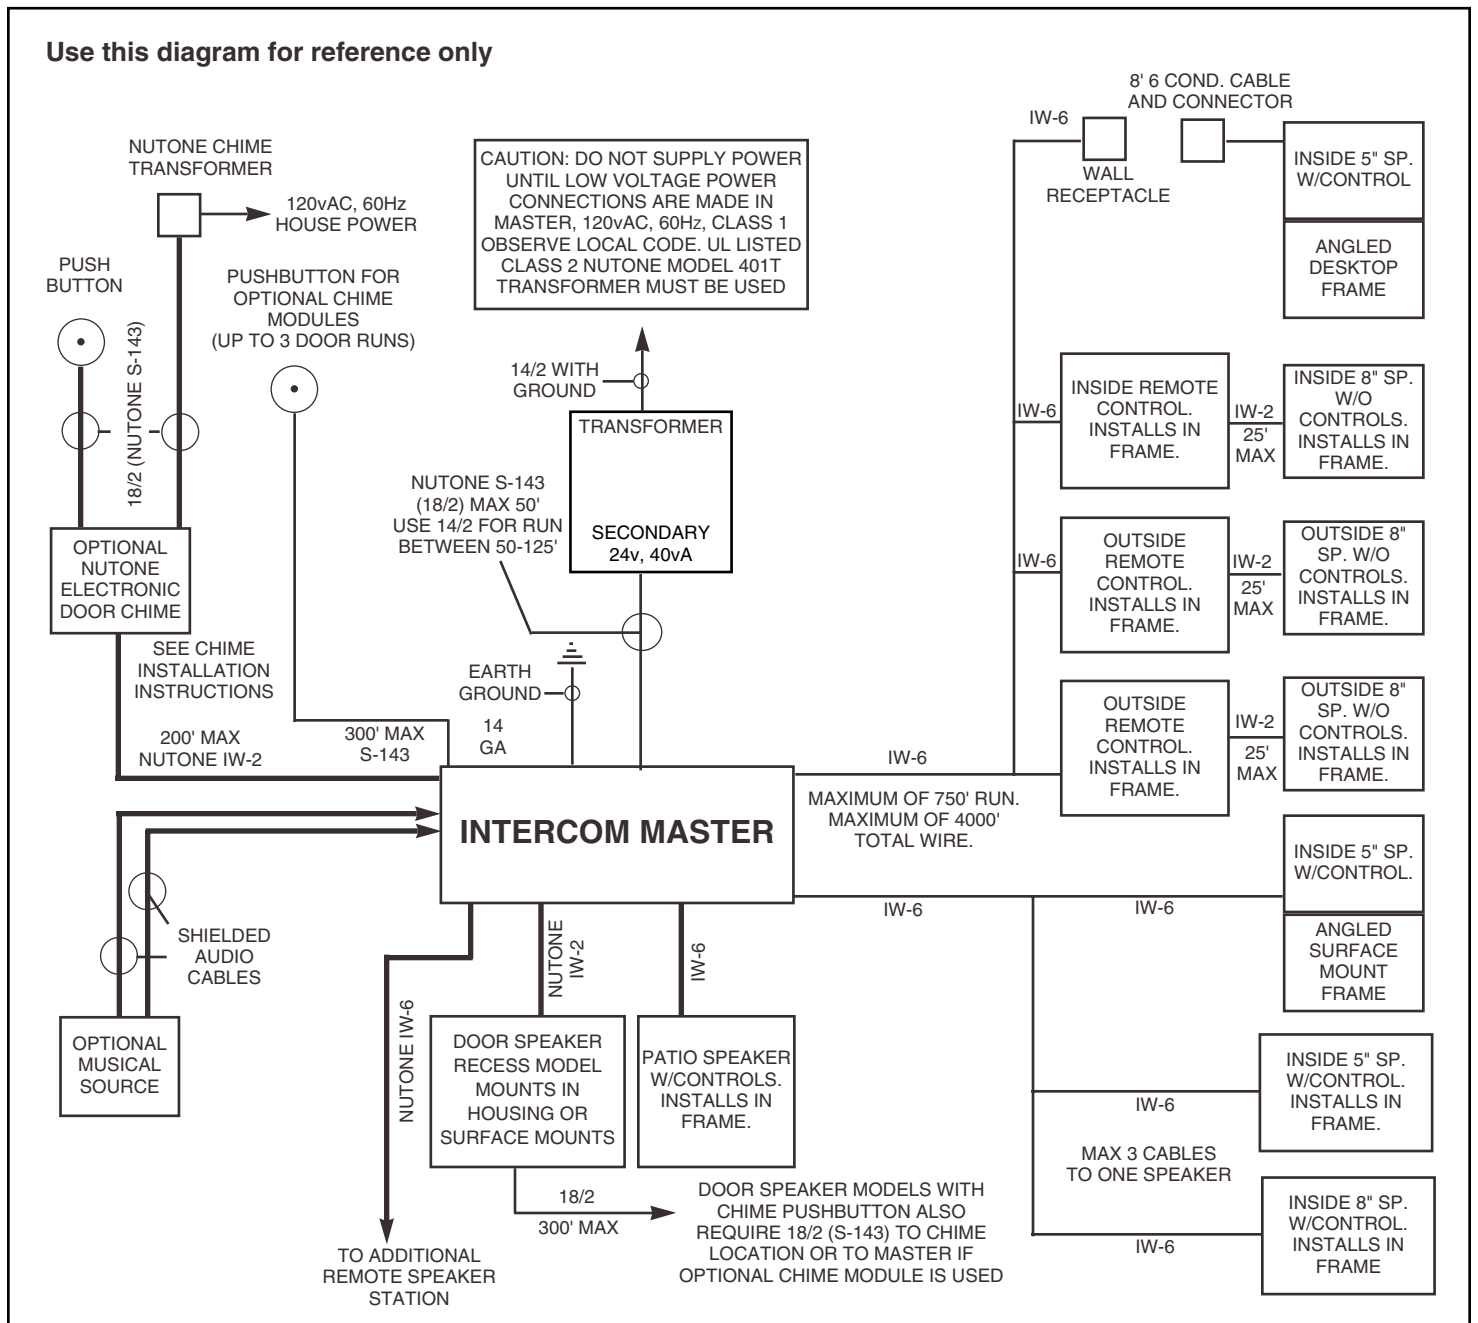 Use this diagram for reference only
8' 6 COND. CABLE
AND CONNECTOR
IW-6
WALL
RECEPTACLE
INSIDE 5" SP.
W/CONTROL
ANGLED
DESKTOP
FRAME
NUTONE CHIME
TRANSFORMER
120vAC, 60Hz
HOUSE POWER
PUSH
BUTTON
18/2 (NUTONE S-143)
PUSHBUTTON FOR
OPTIONAL CHIME
MODULES
(UP TO 3 DOOR RUNS)
CAUTION: DO NOT SUPPLY POWER
UNTIL LOW VOLTAGE POWER
CONNECTIONS ARE MADE IN
MASTER, 120vAC, 60Hz, CLASS 1
OBSERVE LOCAL CODE. UL LISTED
CLASS 2 NUTONE MODEL 401T
TRANSFORMER MUST BE USED
14/2 WITH
GROUND
TRANSFORMER
SECONDARY
24v, 40vA
NUTONE S-143
(18/2) MAX 50'
USE 14/2 FOR RUN
BETWEEN 50-125'
IW-6
INSIDE REMOTE
CONTROL.
INSTALLS IN
FRAME.
IW-2
25'
MAX
INSIDE 8" SP.
W/O
CONTROLS.
INSTALLS IN
FRAME.
IW-6
OUTSIDE
REMOTE
CONTROL.
INSTALLS IN
FRAME.
IW-2
25'
MAX
OUTSIDE 8"
SP. W/O
CONTROLS.
INSTALLS IN
FRAME.
OPTIONAL
NUTONE
ELECTRONIC
DOOR CHIME
SEE CHIME
INSTALLATION
INSTRUCTIONS
EARTH
GROUND
14
GA
200' MAX
NUTONE IW-2
300' MAX
S-143
OUTSIDE
REMOTE
CONTROL.
INSTALLS IN
FRAME.
IW-2
25'
MAX
OUTSIDE 8"
SP. W/O
CONTROLS.
INSTALLS IN
FRAME.
IW-6
INTERCOM MASTER
MAXIMUM OF 750' RUN.
MAXIMUM OF 4000'
TOTAL WIRE.
IW-6
IW-6
INSIDE 5" SP.
W/CONTROL.
ANGLED
SURFACE
MOUNT
FRAME
SHIELDED
AUDIO
CABLES
OPTIONAL
MUSICAL
SOURCE
NUTONE IW-6
NUTONE
IW-2
IW-6
DOOR SPEAKER
RECESS MODEL
MOUNTS IN
HOUSING OR
SURFACE MOUNTS
PATIO SPEAKER
W/CONTROLS.
INSTALLS IN
FRAME.
IW-6
INSIDE 5" SP.
W/CONTROL.
INSTALLS IN
FRAME.
MAX 3 CABLES
TO ONE SPEAKER
IW-6
INSIDE 8" SP.
W/CONTROL.
INSTALLS IN
FRAME
18/2
300' MAX
DOOR SPEAKER MODELS WITH
CHIME PUSHBUTTON ALSO
REQUIRE 18/2 (S-143) TO CHIME
LOCATION OR TO MASTER IF
OPTIONAL CHIME MODULE IS USED
TO ADDITIONAL
REMOTE SPEAKER
STATION